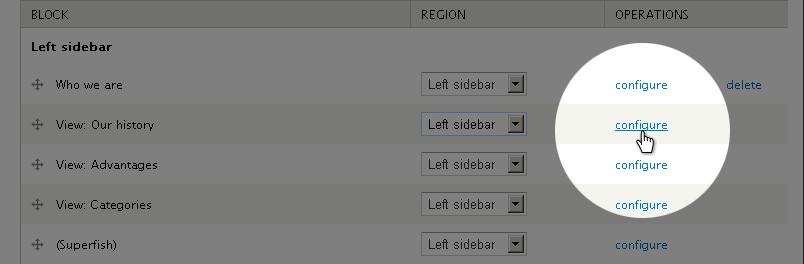 BLOCK REGION OPERATIONS
Left sidebar
Who we are Left sidebar configure delete
View: Our history Left sidebar configure
View: Advantages Left sidebar configure
View: Categories Left sidebar configure
(Superfish) Left sidebar configure